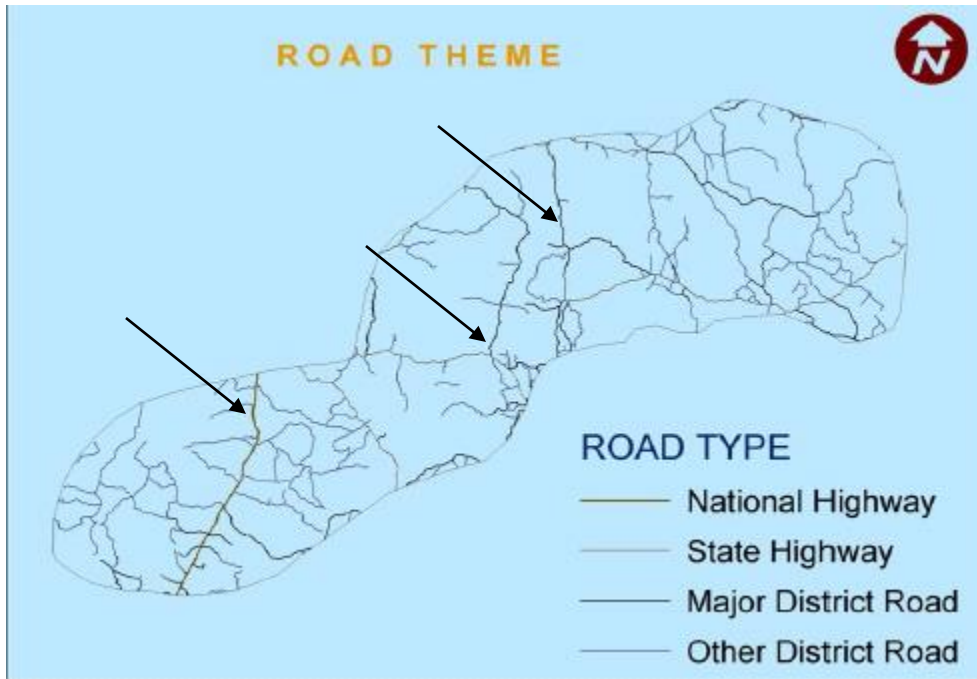 ROAD THEME
N
ROAD TYPE
National Highway
State Highway
Major District Road
Other District Road